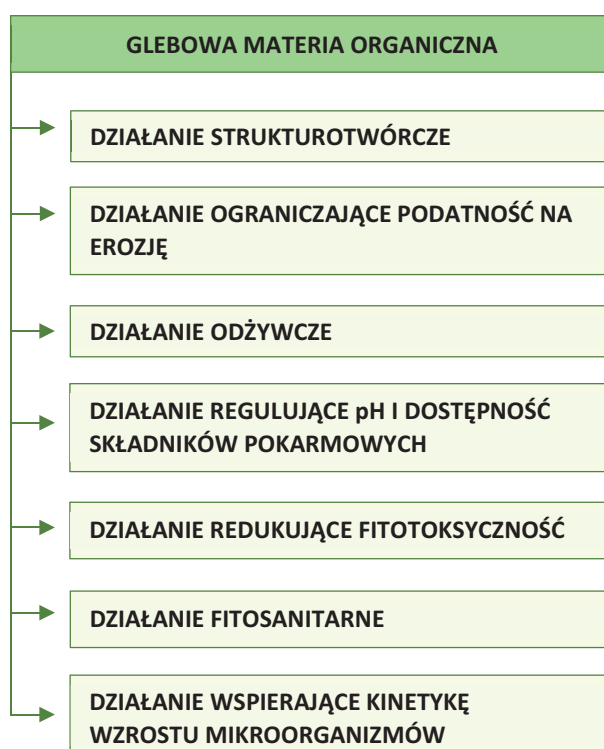 GLEBOWA MATERIA ORGANICZNA
DZIAŁANIE STRUKTUROTWÓRCZE
DZIAŁANIE OGRANICZAJĄCE PODATNOŚĆ NA
EROZJĘ
DZIAŁANIE ODŻYWCZE
DZIAŁANIE REGULUJĄCE pH I DOSTĘPNOŚĆ
SKŁADNIKÓW POKARMOWYCH
DZIAŁANIE REDUKUJĄCE FITOTOKSYCZNOŚĆ
DZIAŁANIE FITOSANITARNE
DZIAŁANIE WSPIERAJĄCE KINETYKĘ
WZROSTU MIKROORGANIZMÓW